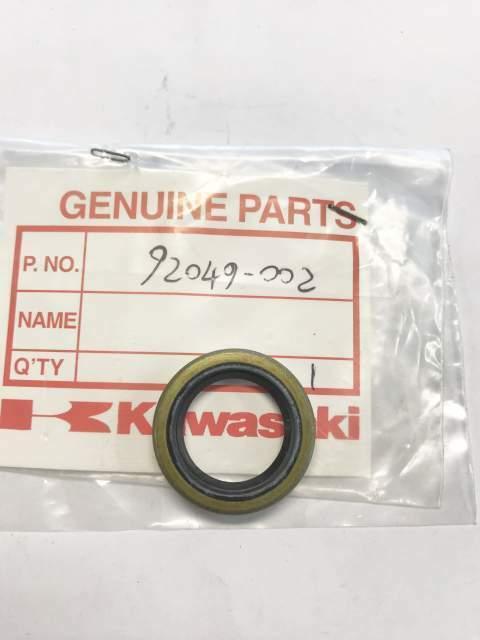 GENUINE PARTS
P. NO. 92049-002
NAME
Q'TY 1
Kawasaki